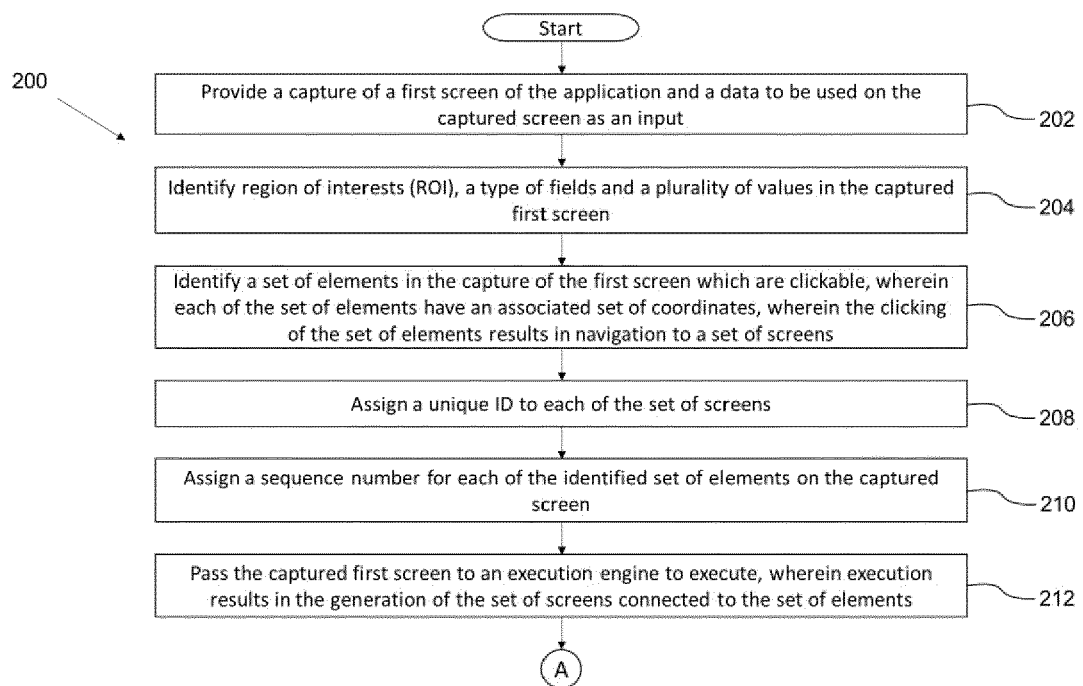 Start
200
Provide a capture of a first screen of the application and a data to be used on the
captured screen as an input
202
Identify region of interests (ROI), a type of fields and a plurality of values in the captured
first screen
204
Identify a set of elements in the capture of the first screen which are clickable, wherein
each of the set of elements have an associated set of coordinates, wherein the clicking
of the set of elements results in navigation to a set of screens
206
Assign a unique ID to each of the set of screens
208
Assign a sequence number for each of the identified set of elements on the captured
screen
210
Pass the captured first screen to an execution engine to execute, wherein execution
results in the generation of the set of screens connected to the set of elements
212
A